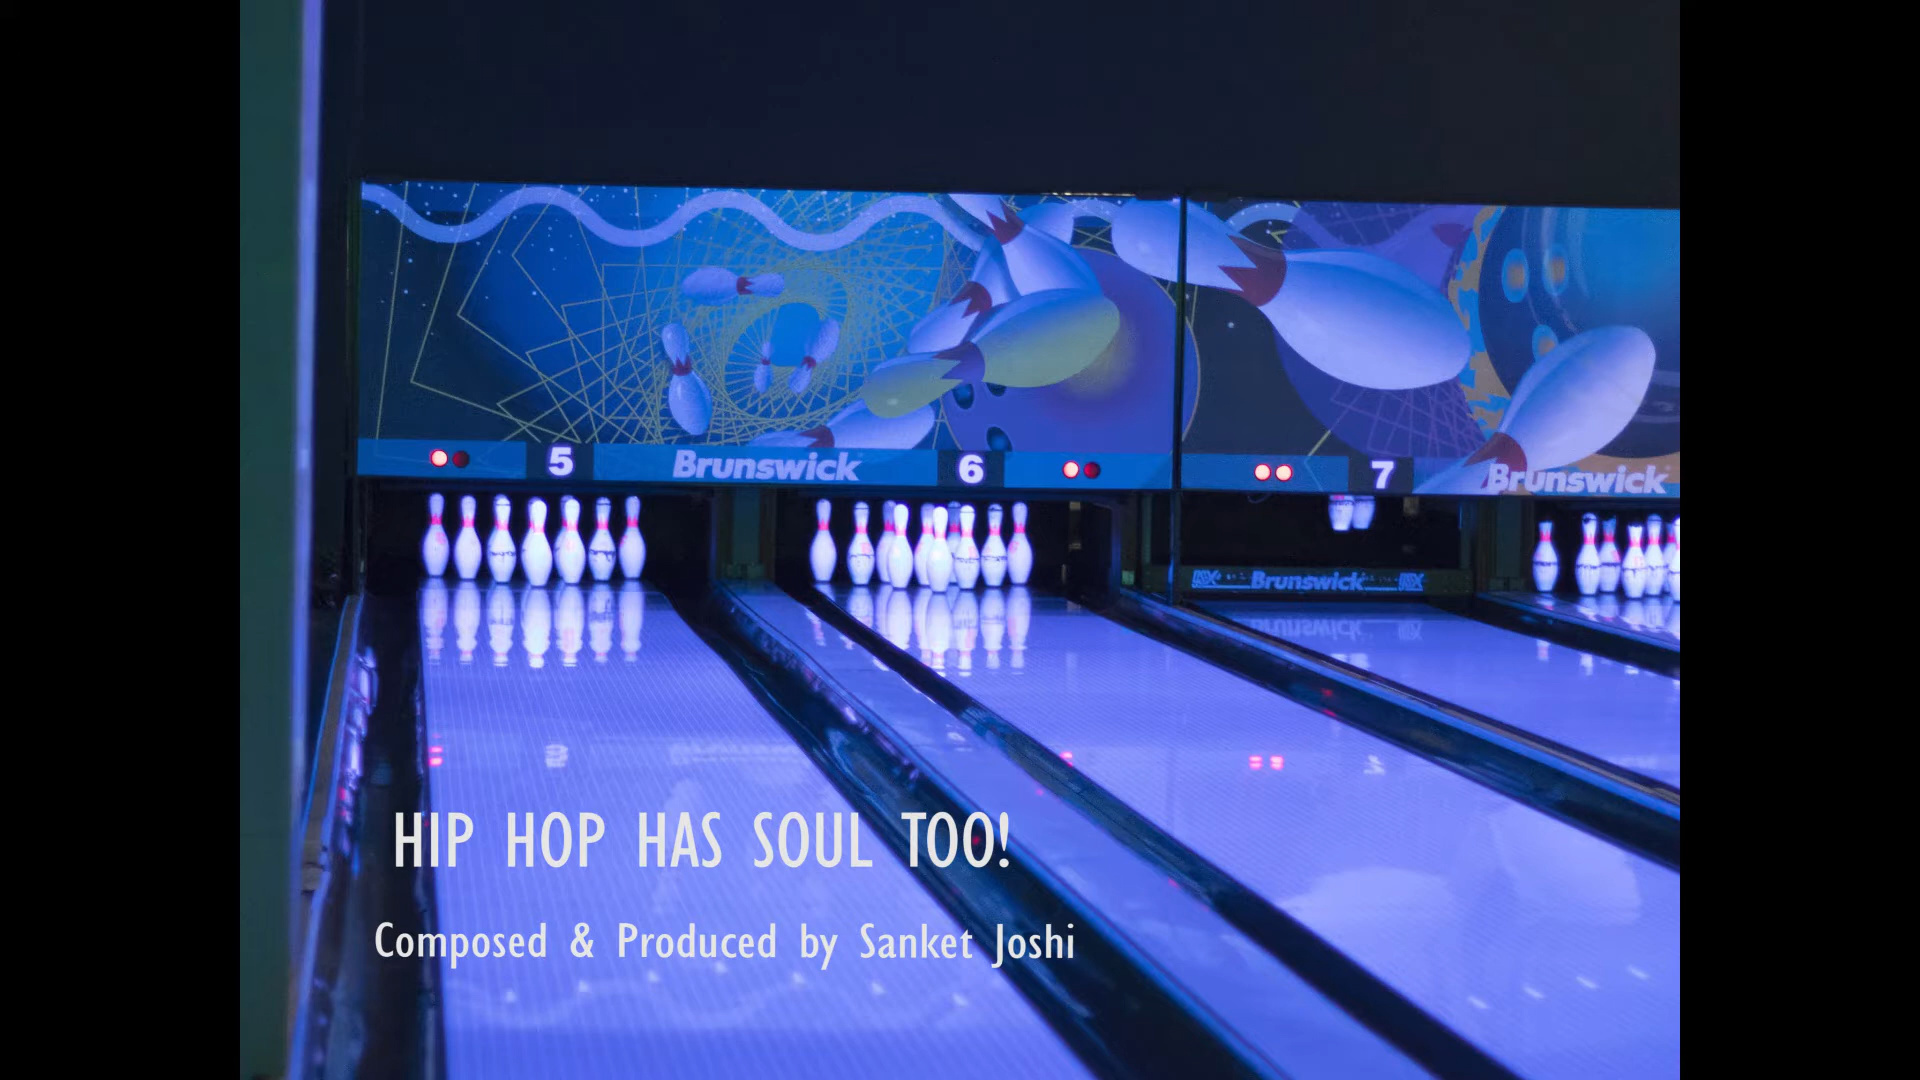 5 Brunswick 6 7 Brunswick
Brunswick
HIP HOP HAS SOUL TOO!
Composed & Produced by Sanket Joshi